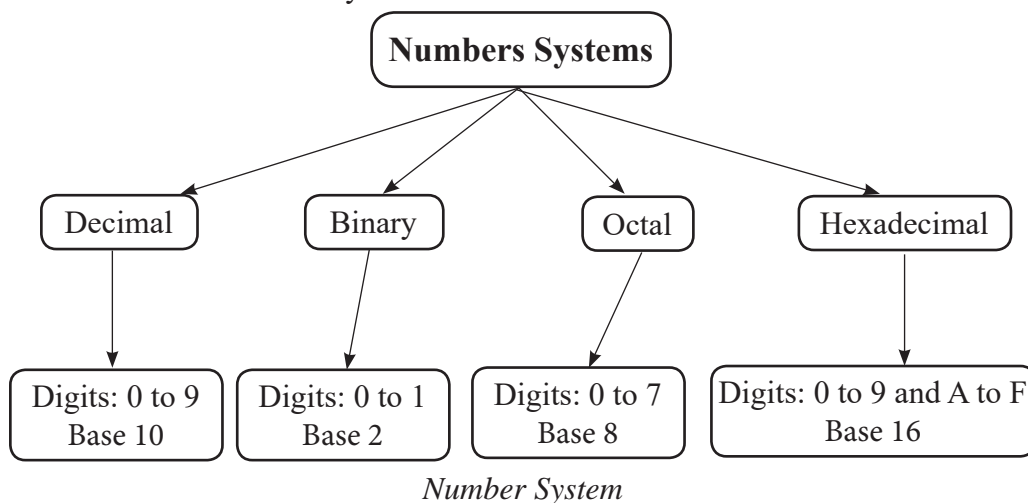 y
Numbers Systems
Decimal
Binary
Octal
Hexadecimal
Digits: 0 to 9
Base 10
Digits: 0 to 1
Base 2
Digits: 0 to 7
Base 8
Digits: 0 to 9 and A to F
Base 16
Number System